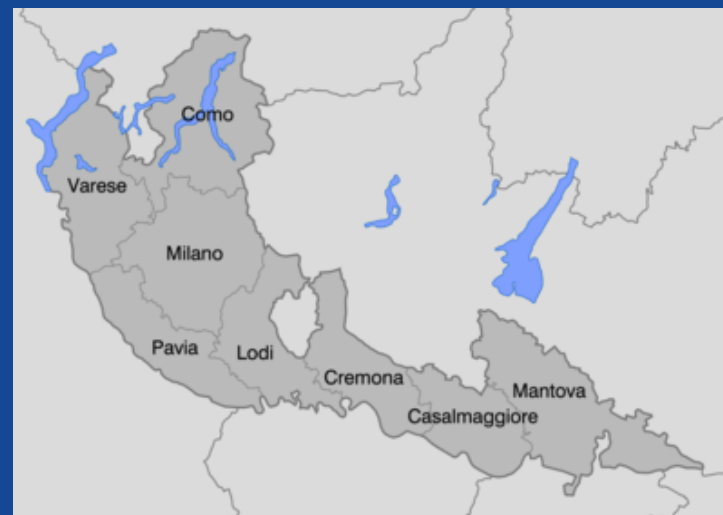 Como
Varese
Milano
Pavia
Lodi
Cremona
Mantova
Casalmaggiore